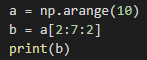 a = np.arange(10)
b = a[2:7:2]
print(b)